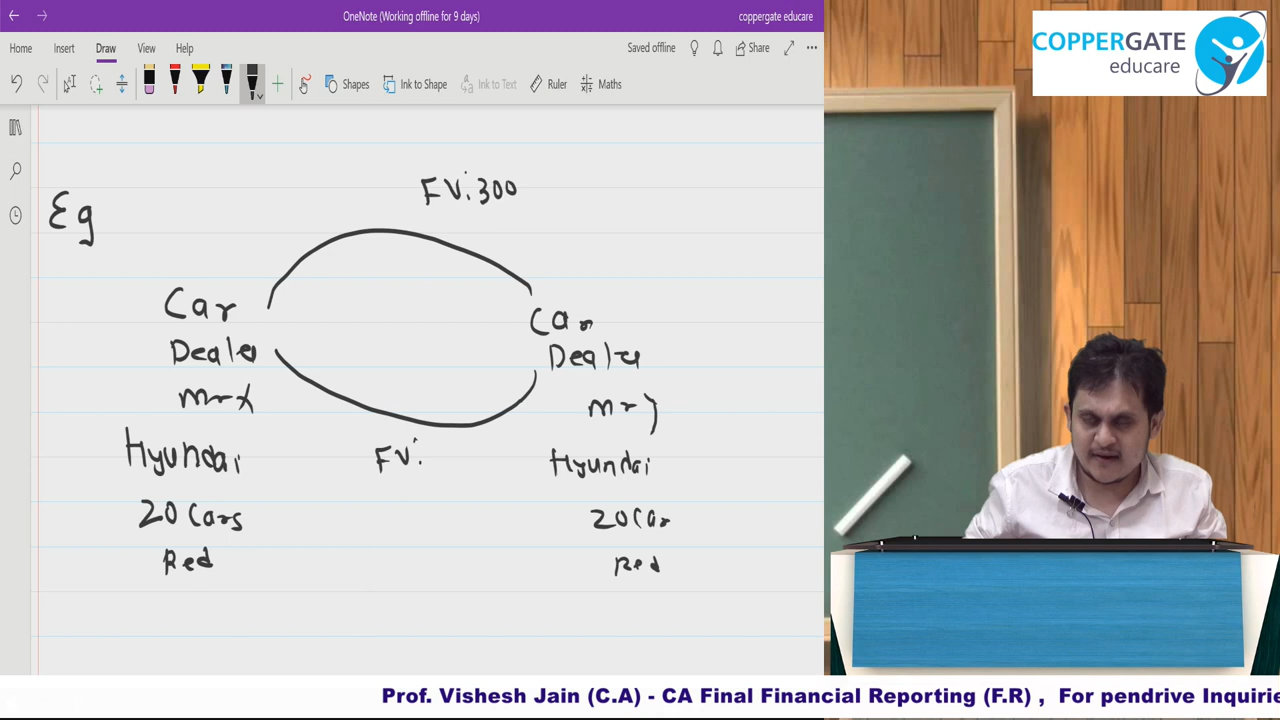 OneNote (Working offline for 9 days)
coppergate educare
Home Insert Draw View Help
Saved offline Share
Shapes Ink to Shape Ink to Text Ruler Maths
COPPERGATE
educare
FV: 300
Eg
Car
Dealer
Mr X
Hyundai
20 Cars
Red
FV:
Car
Dealer
Mr Y
Hyundai
20 Car
Red
Prof. Vishesh Jain (C.A) - CA Final Financial Reporting (F.R) , For pendrive Inquirie